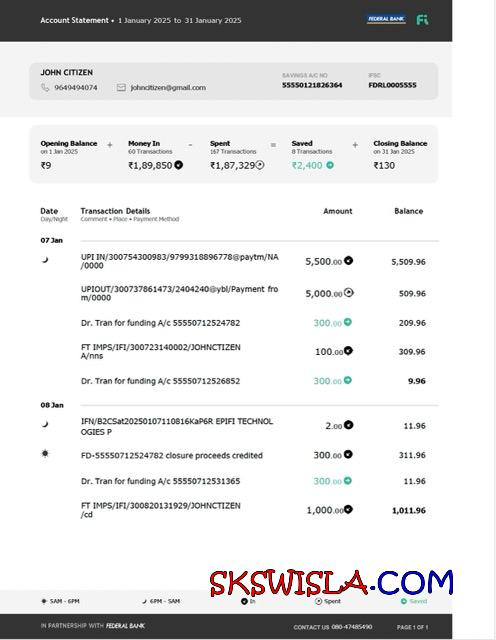 Account Statement • 1 January 2025 to 31 January 2025
FEDERAL BANK
Fi
JOHN CITIZEN
9649494074
johncitizen@gmail.com
SAVINGS A/C NO
55550121826364
IFSC
FDRL0005555
Opening Balance + Money In - Spent = Saved + Closing Balance
on 1 Jan 2025 60 Transactions 167 Transactions 8 Transactions on 31 Jan 2025
₹9 ₹1,89,850 ₹1,87,329 ₹2,400 ₹130
Date Transaction Details Amount Balance
Day/Night Comment • Place • Payment Method
07 Jan
UPI IN/300754300983/9799318896778@paytm/NA
/0000
5,500.00 5,509.96
UPIOUT/300737861473/2404240@ybl/Payment fro
m/0000
5,000.00 509.96
Dr. Tran for funding A/c 55550712524782 300.00 209.96
FT IMPS/IFI/300723140002/JOHNCTIZEN
A/nns
100.00 309.96
Dr. Tran for funding A/c 55550712526852 300.00 9.96
08 Jan
IFN/B2CSat20250107110816KaP6R EPIFI TECHNOL
OGIES P
2.00 11.96
FD-55550712524782 closure proceeds credited 300.00 311.96
Dr. Tran for funding A/c 55550712531365 300.00 11.96
FT IMPS/IFI/300820131929/JOHNCTIZEN
/cd
1,000.00 1,011.96
SKSWISLA.COM
5AM - 6PM 6PM - 5AM In Spent Saved
IN PARTNERSHIP WITH FEDERAL BANK CONTACT US 080-47485490 PAGE 1 OF 1